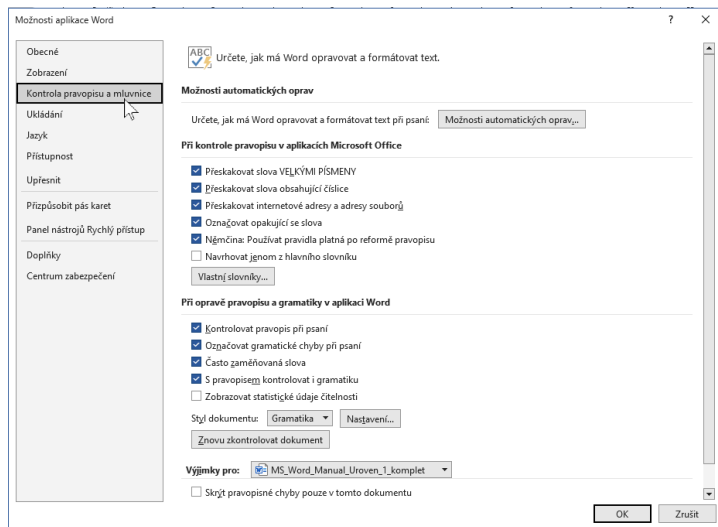 Možnosti aplikace Word
?
Obecné
Zobrazení
Kontrola pravopisu a mluvnice
Ukládání
Jazyk
Přístupnost
Upřesnit
Přizpůsobit pás karet
Panel nástrojů Rychlý přístup
Doplňky
Centrum zabezpečení
ABC
Určete, jak má Word opravovat a formátovat text.
Možnosti automatických oprav
Určete, jak má Word opravovat a formátovat text při psaní: Možnosti automatických oprav...
Při kontrole pravopisu v aplikacích Microsoft Office
Přeskakovat slova VELKÝMI PÍSMENY
Přeskakovat slova obsahující číslice
Přeskakovat internetové adresy a adresy souborů
Označovat opakující se slova
Němčina: Používat pravidla platná po reformě pravopisu
Navrhovat jenom z hlavního slovníku
Vlastní slovníky...
Při opravě pravopisu a gramatiky v aplikaci Word
Kontrolovat pravopis při psaní
Označovat gramatické chyby při psaní
Často zaměňovaná slova
S pravopisem kontrolovat i gramatiku
Zobrazovat statistické údaje čitelnosti
Styl dokumentu: Gramatika Nastavení...
Znovu zkontrolovat dokument
Výjimky pro: MS_Word_Manual_Uroven_1_komplet
Skrýt pravopisné chyby pouze v tomto dokumentu
OK Zrušit